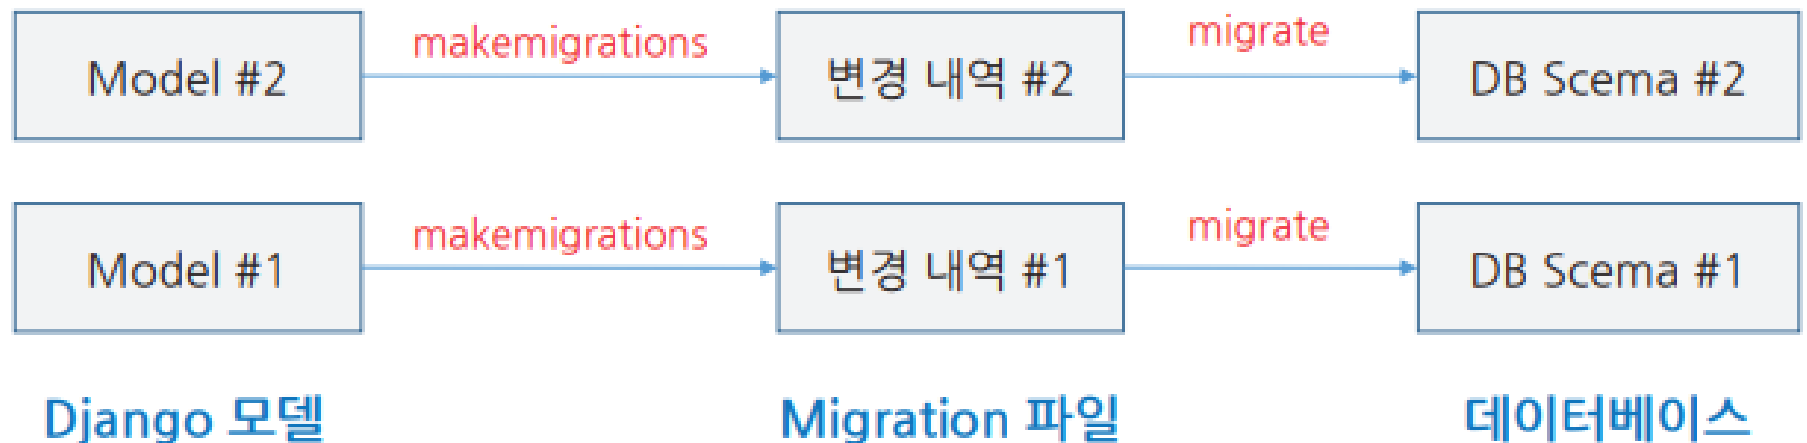 makemigrations
migrate
Model #2
변경 내역 #2
DB Scema #2
makemigrations
migrate
Model #1
변경 내역 #1
DB Scema #1
Django 모델
Migration 파일
데이터베이스